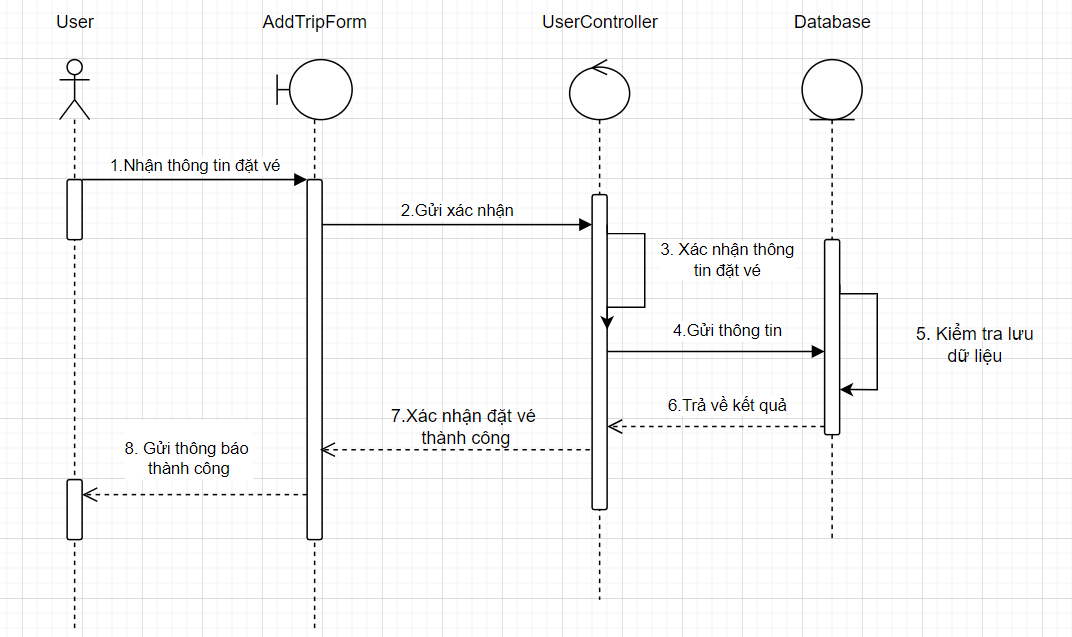 User
AddTripForm
UserController
Database
1.Nhận thông tin đặt vé
2.Gửi xác nhận
3. Xác nhận thông
tin đặt vé
4.Gửi thông tin
5. Kiểm tra lưu
dữ liệu
6.Trả về kết quả
7.Xác nhận đặt vé
thành công
8. Gửi thông báo
thành công